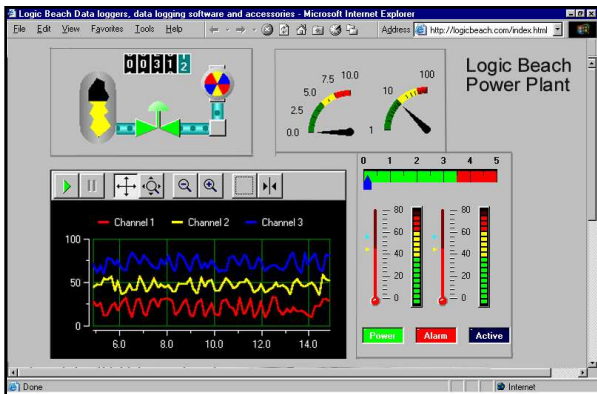 Logic Beach Data loggers, data logging software and accessories - Microsoft Internet Explorer
File Edit View Favorites Tools Help Address http://logicbeach.com/index.html
00312
Logic Beach
Power Plant
0.0 2.5 5.0 7.5 10.0
1 10 100
0 1 2 3 4 5
Channel 1 Channel 2 Channel 3
100
50
0
6.0 8.0 10.0 12.0 14.0
80 80
60 60
40 40
20 20
0 0
Power Alarm Active
Done Internet